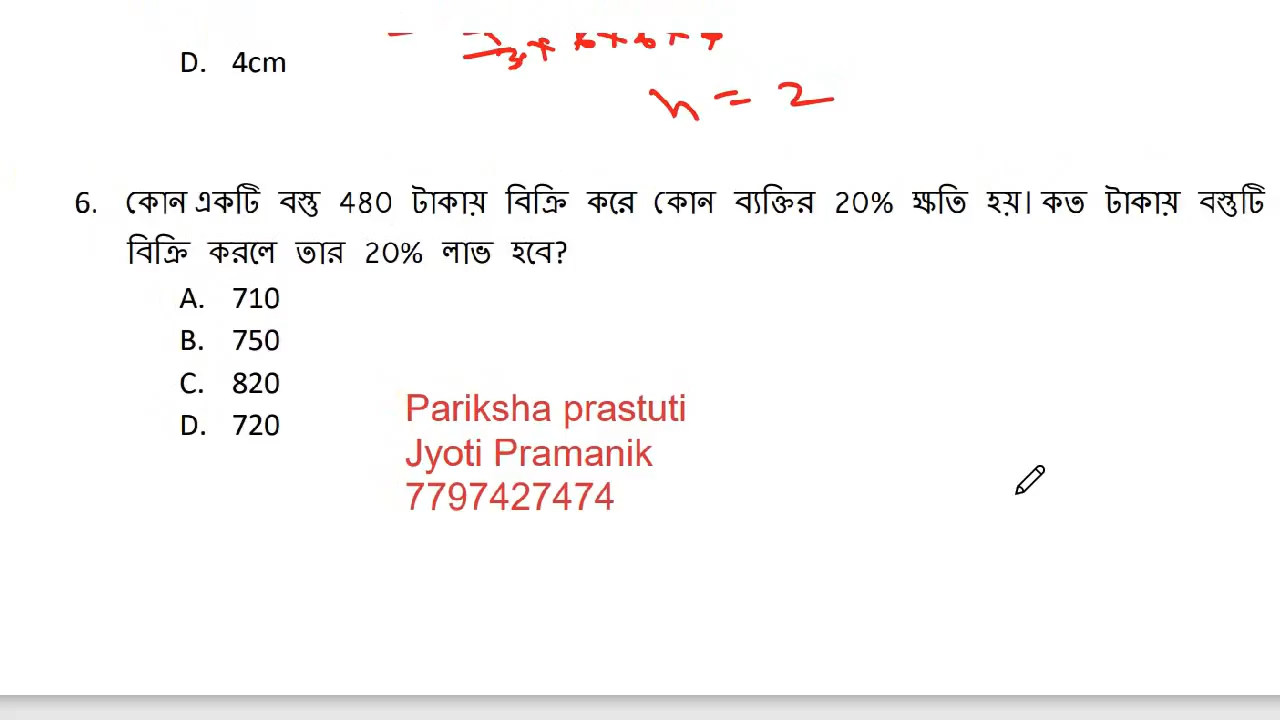 D. 4cm
h = 2
6. কোন একটি বস্তু 480 টাকায় বিক্রি করে কোন ব্যক্তির 20% ক্ষতি হয়। কত টাকায় বস্তুটি
বিক্রি করলে তার 20% লাভ হবে?
A. 710
B. 750
C. 820
D. 720
Pariksha prastuti
Jyoti Pramanik
7797427474